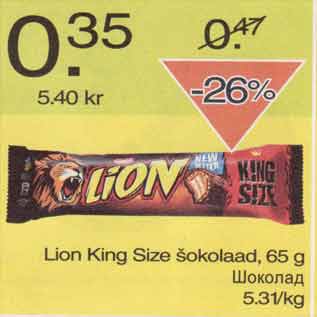 0.35
0.47
5.40 kr
-26%
LION
NEW
KING
SIZE
Lion King Size šokolaad, 65 g
Шоколад
5.31/kg